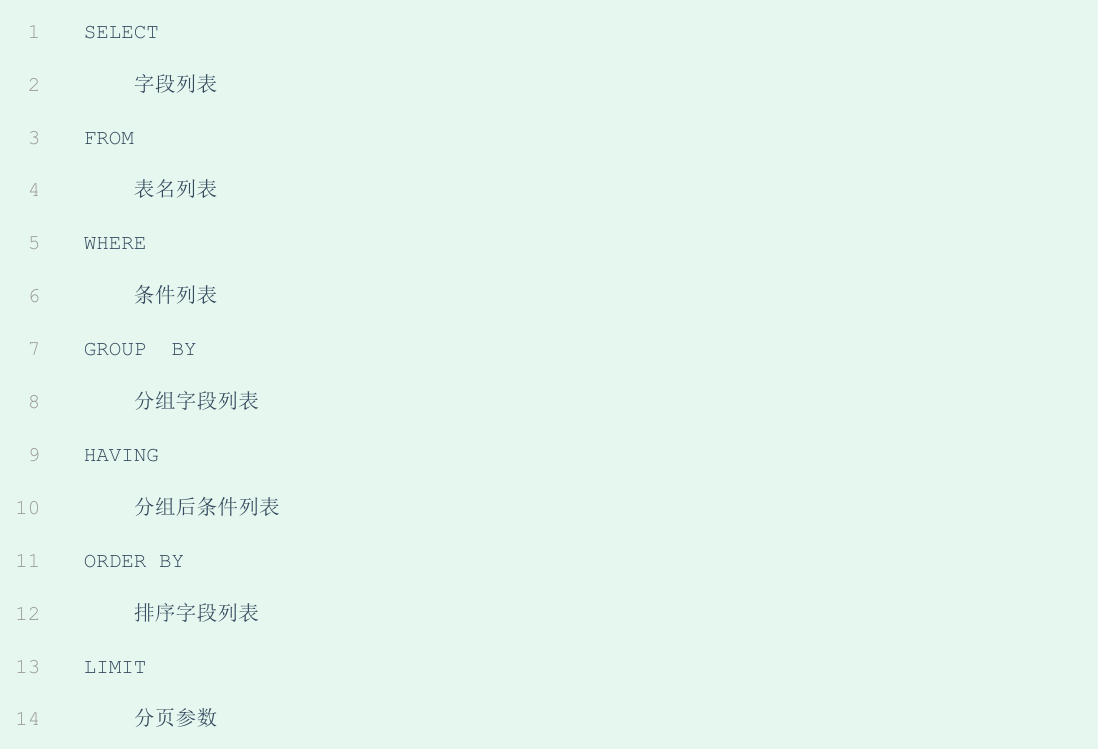 1 SELECT
2 字段列表
3 FROM
4 表名列表
5 WHERE
6 条件列表
7 GROUP  BY
8 分组字段列表
9 HAVING
10 分组后条件列表
11 ORDER BY
12 排序字段列表
13 LIMIT
14 分页参数